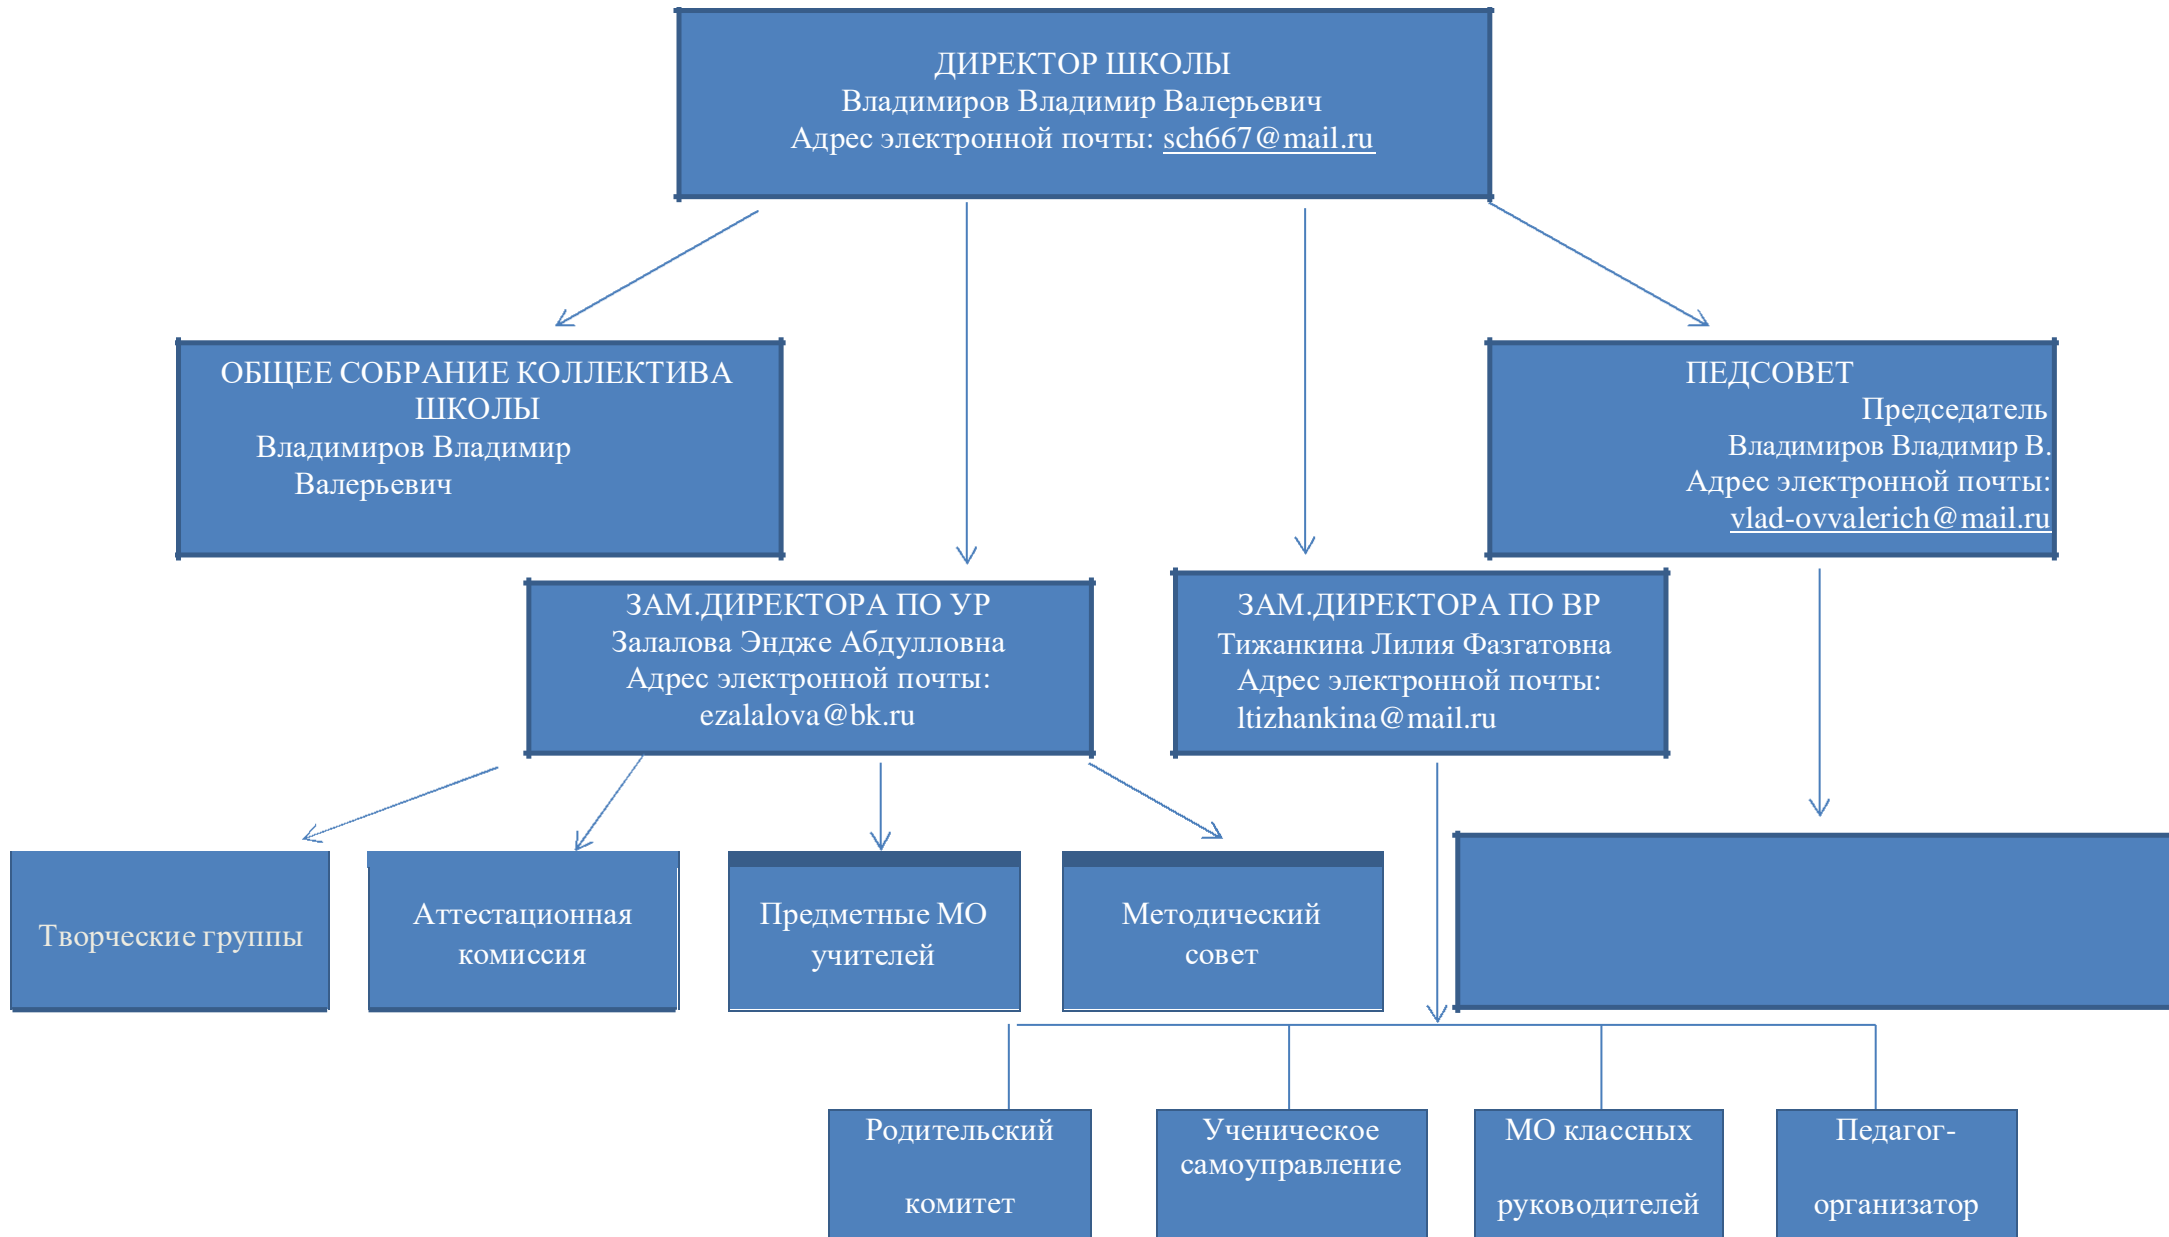 ДИРЕКТОР ШКОЛЫ
Владимиров Владимир Валерьевич
Адрес электронной почты: sch667@mail.ru
ОБЩЕЕ СОБРАНИЕ КОЛЛЕКТИВА
ШКОЛЫ
Владимиров Владимир
Валерьевич
ПЕДСОВЕТ
Председатель
Владимиров Владимир В.
Адрес электронной почты:
vlad-ovvalerich@mail.ru
ЗАМ.ДИРЕКТОРА ПО УР
Залалова Эндже Абдулловна
Адрес электронной почты:
ezalalova@bk.ru
ЗАМ.ДИРЕКТОРА ПО ВР
Тижанкина Лилия Фазгатовна
Адрес электронной почты:
ltizhankina@mail.ru
Творческие группы
Аттестационная
комиссия
Предметные МО
учителей
Методический
совет
Родительский
комитет
Ученическое
самоуправление
МО классных
руководителей
Педагог-
организатор